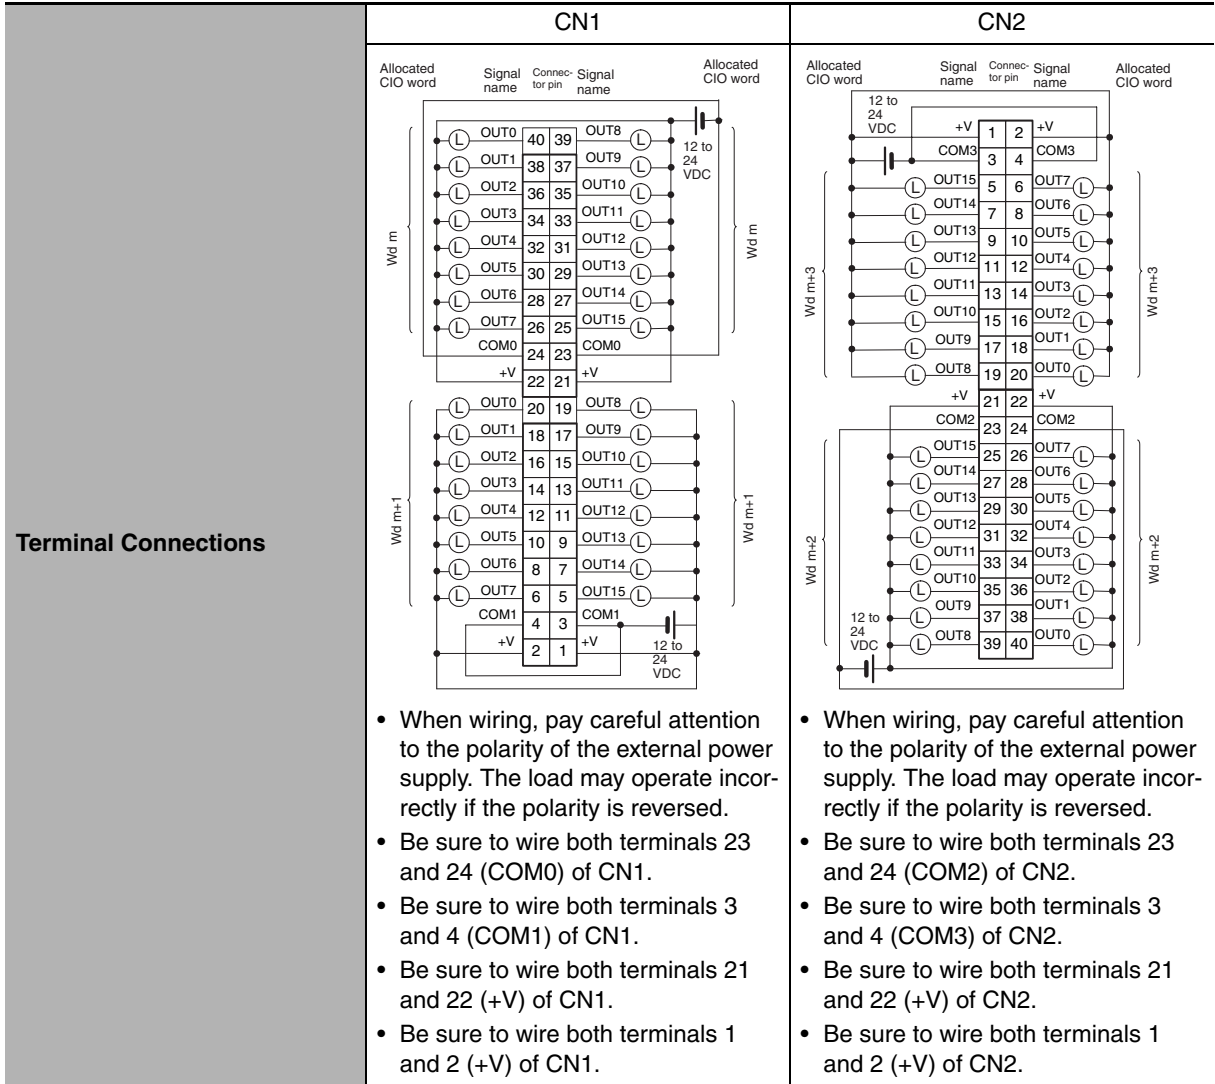 CN1
CN2
Terminal Connections
Allocated CIO word
Signal name
Connec-tor pin
Signal name
Allocated CIO word
12 to 24 VDC
Wd m
Wd m
L OUT0 40 39 OUT8 L
L OUT1 38 37 OUT9 L
L OUT2 36 35 OUT10 L
L OUT3 34 33 OUT11 L
L OUT4 32 31 OUT12 L
L OUT5 30 29 OUT13 L
L OUT6 28 27 OUT14 L
L OUT7 26 25 OUT15 L
COM0 24 23 COM0
+V 22 21 +V
Wd m+1
Wd m+1
L OUT0 20 19 OUT8 L
L OUT1 18 17 OUT9 L
L OUT2 16 15 OUT10 L
L OUT3 14 13 OUT11 L
L OUT4 12 11 OUT12 L
L OUT5 10 9 OUT13 L
L OUT6 8 7 OUT14 L
L OUT7 6 5 OUT15 L
COM1 4 3 COM1
+V 2 1 +V
12 to 24 VDC
• When wiring, pay careful attention
to the polarity of the external power
supply. The load may operate incor-
rectly if the polarity is reversed.
• Be sure to wire both terminals 23
and 24 (COM0) of CN1.
• Be sure to wire both terminals 3
and 4 (COM1) of CN1.
• Be sure to wire both terminals 21
and 22 (+V) of CN1.
• Be sure to wire both terminals 1
and 2 (+V) of CN1.
Allocated CIO word
Signal name
Connec-tor pin
Signal name
Allocated CIO word
12 to 24 VDC
+V 1 2 +V
COM3 3 4 COM3
Wd m+3
Wd m+3
L OUT15 5 6 OUT7 L
L OUT14 7 8 OUT6 L
L OUT13 9 10 OUT5 L
L OUT12 11 12 OUT4 L
L OUT11 13 14 OUT3 L
L OUT10 15 16 OUT2 L
L OUT9 17 18 OUT1 L
L OUT8 19 20 OUT0 L
+V 21 22 +V
COM2 23 24 COM2
Wd m+2
Wd m+2
L OUT15 25 26 OUT7 L
L OUT14 27 28 OUT6 L
L OUT13 29 30 OUT5 L
L OUT12 31 32 OUT4 L
L OUT11 33 34 OUT3 L
L OUT10 35 36 OUT2 L
L OUT9 37 38 OUT1 L
L OUT8 39 40 OUT0 L
12 to 24 VDC
• When wiring, pay careful attention
to the polarity of the external power
supply. The load may operate incor-
rectly if the polarity is reversed.
• Be sure to wire both terminals 23
and 24 (COM2) of CN2.
• Be sure to wire both terminals 3
and 4 (COM3) of CN2.
• Be sure to wire both terminals 21
and 22 (+V) of CN2.
• Be sure to wire both terminals 1
and 2 (+V) of CN2.